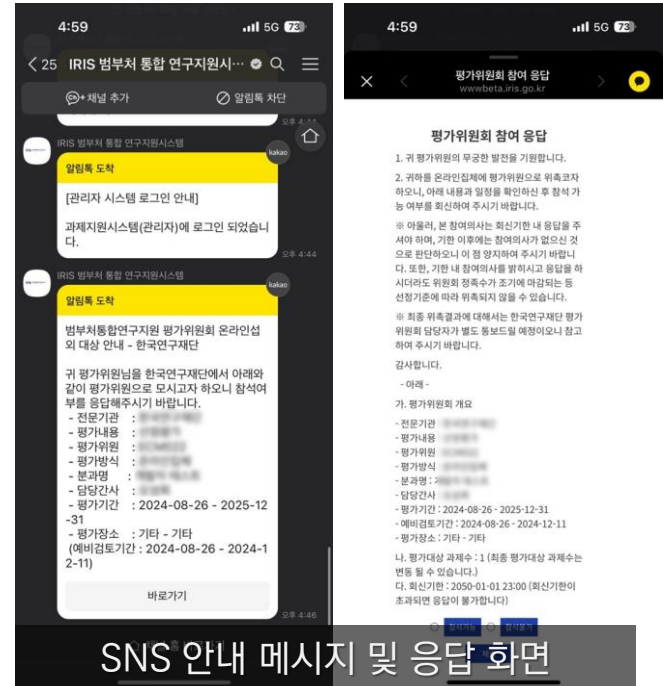 4:59
5G 73
< 25 IRIS 범부처 통합 연구지원시…
Ch+ 채널 추가
알림톡 차단
오후 4:44
IRIS 범부처 통합 연구지원시스템
kakao
알림톡 도착
[관리자 시스템 로그인 안내]
과제지원시스템(관리자)에 로그인 되었습니
다.
오후 4:44
IRIS 범부처 통합 연구지원시스템
kakao
알림톡 도착
범부처통합연구지원 평가위원회 온라인섭
외 대상 안내 - 한국연구재단
귀 평가위원님을 한국연구재단에서 아래와
같이 평가위원으로 모시고자 하오니 참석여
부를 응답해주시기 바랍니다.
- 전문기관 :
- 평가내용 :
- 평가위원 :
- 평가방식 :
- 분과명 :
- 담당간사 :
- 평가기간 : 2024-08-26 - 2025-12
-31
- 평가장소 : 기타 - 기타
(예비검토기간 : 2024-08-26 - 2024-1
2-11)
바로가기
오후 4:46
4:59
5G 73
평가위원회 참여 응답
wwwbeta.iris.go.kr
평가위원회 참여 응답
1. 귀 평가위원의 무궁한 발전을 기원합니다.
2. 귀하를 온라인집체에 평가위원으로 위촉코자
하오니, 아래 내용과 일정을 확인하신 후 참석 가
능 여부를 회신하여 주시기 바랍니다.
※ 아울러, 본 참여의사는 회신기한 내 응답을 주
셔야 하며, 기한 이후에는 참여의사가 없으신 것
으로 판단하오니 이 점 양지하여 주시기 바랍니
다. 또한, 기한 내 참여의사를 밝히시고 응답을 하
시더라도 위원회 정족수가 조기에 마감되는 등
선정기준에 따라 위촉되지 않을 수 있습니다.
※ 최종 위촉결과에 대해서는 한국연구재단 평가
위원회 담당자가 별도 통보드릴 예정이오니 참고
하여 주시기 바랍니다.
감사합니다.
- 아래 -
가. 평가위원회 개요
- 전문기관
- 평가내용
- 평가위원
- 평가방식
- 분과명 :
- 담당간사
- 평가기간 : 2024-08-26 - 2025-12-31
- 예비검토기간 : 2024-08-26 - 2024-12-11
- 평가장소 : 기타 - 기타
나. 평가대상 과제수 : 1 (최종 평가대상 과제수는
변동 될 수 있습니다.)
다. 회신기한 : 2050-01-01 23:00 (회신기한이
초과되면 응답이 불가합니다)
참석가능
참석불가
SNS 안내 메시지 및 응답 화면